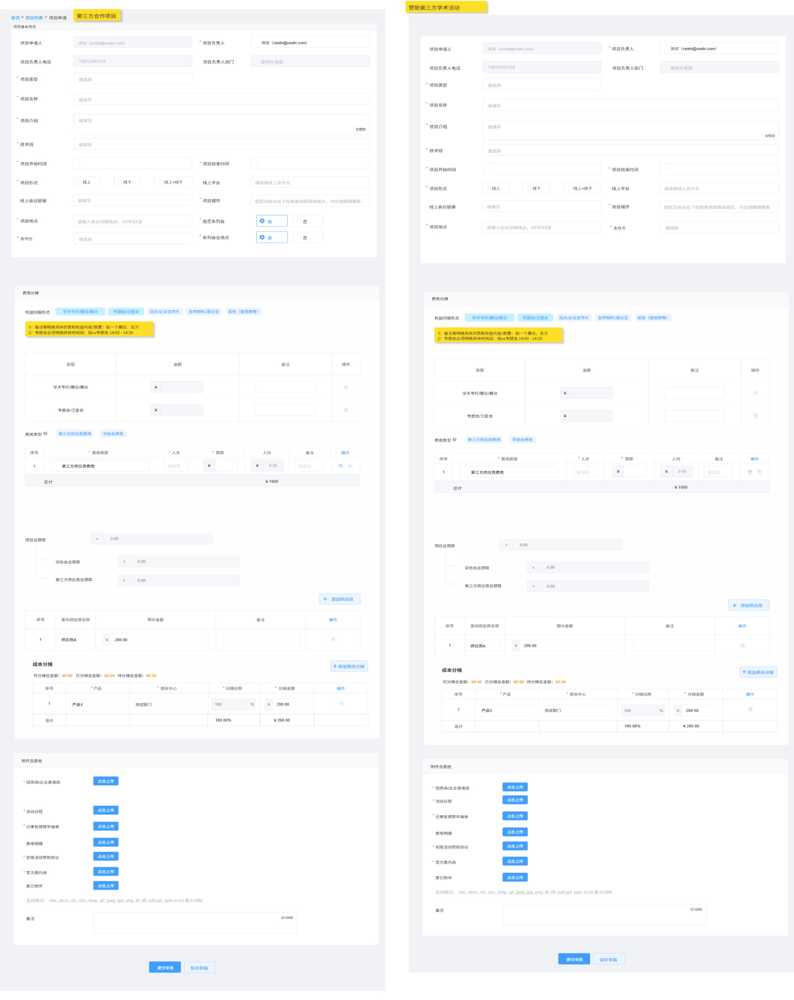 首页 > 项目列表 > 项目申请
第三方合作项目
项目基本信息
项目申请人
测试（ceshi@ceshi.com）
* 项目负责人
测试（ceshi@ceshi.com）
项目负责人电话
13012341234
项目负责人部门
新药开发部
* 项目类型
请选择
* 项目名称
请填写
* 项目介绍
请填写
0/500
* 技术线
请选择
* 项目开始时间
* 项目结束时间
* 项目形式
线上
线下
线上+线下
线上平台
请选择线上会平台
线上会议链接
请填写
* 项目城市
如您当前未在下拉框查询到具体城市，可在线模糊搜索
* 项目地点
请输入会议详细地点，XX号XX室
* 是否系列会
是
否
* 合作方
请选择
* 系列会总场次
是
否
费用分摊
权益回报形式
学术专栏/展位/展台
专题会/卫星会
冠名/企业宣传片
宣传物料/易拉宝
其他（管理费等）
1：备注需明确具体的赞助权益内容/数量：如一个展位，五万
2：专题会必须明确具体时间段：如xx专题会 14:00 - 14:30
类型
金额
备注
操作
学术专栏/展位/展台
¥
专题会/卫星会
¥
费用类型
第三方供应商费用
学协会费用
序号
* 费用类型
* 人次
* 预算
人均
备注
操作
1
第三方供应商费用
请填写
¥
¥ 0.00
请填写
总计
¥ 1500
项目总预算
¥ 0.00
学协会总预算
¥ 0.00
第三方供应商总预算
¥ 0.00
+ 添加供应商
序号
意向供应商名称
预计金额
备注
操作
1
供应商A
¥ 200.00
成本分摊
+ 添加费用分摊
可分摊总金额：¥0.00 已分摊总金额：¥0.00 待分摊总金额：¥0.00
序号
* 产品
* 成本中心
* 分摊比例
* 分摊金额
操作
1
产品1
测试部门
100 %
¥ 200.00
总计
100.00%
¥ 200.00
附件及其他
* 招商函/企业邀请函
点击上传
* 活动日程
点击上传
* 已审批预算申请单
点击上传
费用明细
点击上传
* 初版活动赞助协议
点击上传
* 官方委托函
点击上传
其它附件
点击上传
支持格式： .doc,.docx,.xls,.xlsx,.bmp,.gif,.jpeg,.jpg,.png,.tif,.tiff,.pdf.ppt,.pptx or.txt.最大50M
备注
0/1000
提交审批
保存草稿
赞助第三方学术活动
项目申请人
测试（ceshi@ceshi.com）
* 项目负责人
测试（ceshi@ceshi.com）
项目负责人电话
13012341234
项目负责人部门
新药开发部
* 项目类型
请选择
* 项目名称
请填写
* 项目介绍
请填写
0/500
* 技术线
请选择
* 项目开始时间
* 项目结束时间
* 项目形式
线上
线下
线上+线下
线上平台
请选择线上会平台
线上会议链接
请填写
* 项目城市
如您当前未在下拉框查询到具体城市，可在线模糊搜索
* 项目地点
请输入会议详细地点，XX号XX室
* 主办方
请选择
费用分摊
权益回报形式
学术专栏/展位/展台
专题会/卫星会
冠名/企业宣传片
宣传物料/易拉宝
其他（管理费等）
1：备注需明确具体的赞助权益内容/数量：如一个展位，五万
2：专题会必须明确具体时间段：如xx专题会 14:00 - 14:30
类型
金额
备注
操作
学术专栏/展位/展台
¥
专题会/卫星会
¥
费用类型
第三方供应商费用
学协会费用
序号
* 费用类型
* 人次
* 预算
人均
备注
操作
1
第三方供应商费用
请填写
¥
¥ 0.00
请填写
总计
¥ 1500
项目总预算
¥ 0.00
学协会总预算
¥ 0.00
第三方供应商总预算
¥ 0.00
+ 添加供应商
序号
意向供应商名称
预计金额
备注
操作
1
供应商A
¥ 200.00
成本分摊
+ 添加费用分摊
可分摊总金额：¥0.00 已分摊总金额：¥0.00 待分摊总金额：¥0.00
序号
* 产品
* 成本中心
* 分摊比例
* 分摊金额
操作
1
产品1
测试部门
100 %
¥ 200.00
总计
100.00%
¥ 200.00
附件及其他
* 招商函/企业邀请函
点击上传
* 活动日程
点击上传
* 已审批预算申请单
点击上传
费用明细
点击上传
* 初版活动赞助协议
点击上传
* 官方委托函
点击上传
其它附件
点击上传
支持格式： .doc,.docx,.xls,.xlsx,.bmp,.gif,.jpeg,.jpg,.png,.tif,.tiff,.pdf.ppt,.pptx or.txt.最大50M
备注
0/1000
提交审批
保存草稿